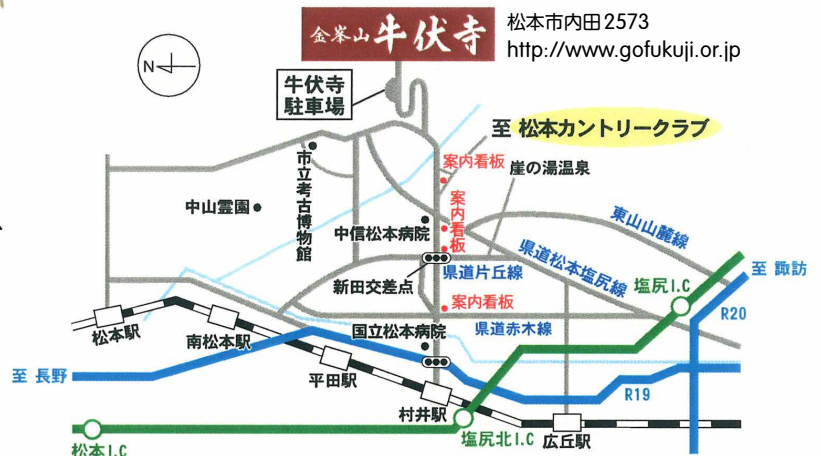 金峯山 牛伏寺
松本市内田2573
http://www.gofukuji.or.jp
N
牛伏寺
駐車場
至 松本カントリークラブ
案内看板
崖の湯温泉
市立考古博物館
案内看板
中山霊園
中信松本病院
東山山麓線
県道松本塩尻線
新田交差点
県道片丘線
塩尻I.C
至 諏訪
案内看板
R20
国立松本病院
県道赤木線
松本駅
南松本駅
至 長野
平田駅
R19
村井駅
塩尻北I.C
広丘駅
松本I.C